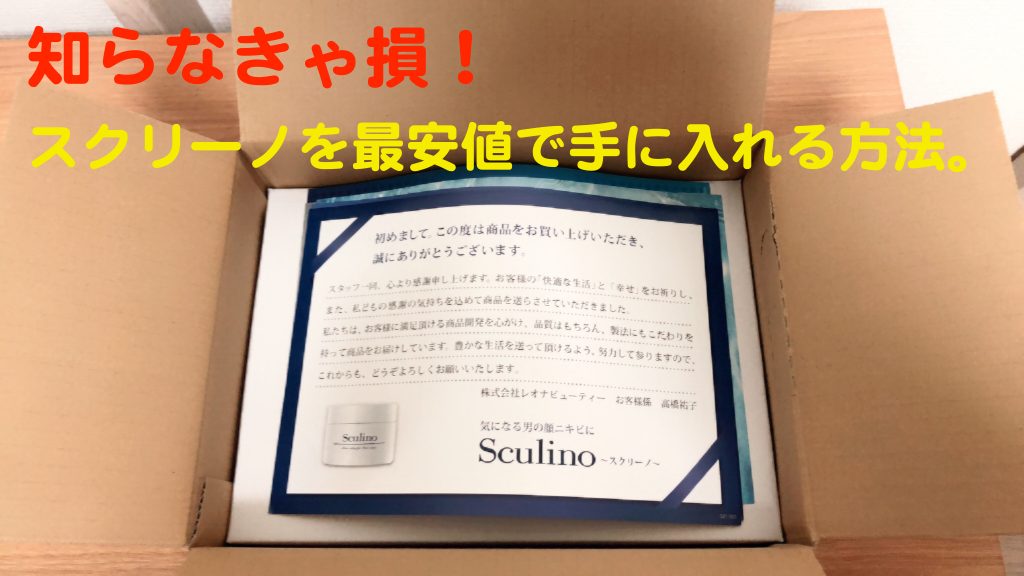 知らなきゃ損！
スクリーノを最安値で手に入れる方法。
初めまして。この度は商品をお買い上げいただき、
誠にありがとうございます。
スタッフ一同、心より感謝申し上げます。お客様の「快適な生活」と「幸せ」をお祈りし、
また、私どもの感謝の気持ちを込めて商品を送らさせていただきました。
私たちは、お客様に満足頂ける商品開発を心がけ、品質はもちろん、製法にもこだわりを
持って商品をお届けしています。豊かな生活を送って頂けるよう、努力して参りますので、
これからも、どうぞよろしくお願いいたします。
株式会社レオナビューティー　お客様係　高橋祐子
気になる男の顔ニキビに
Sculino ～スクリーノ～
Sculino